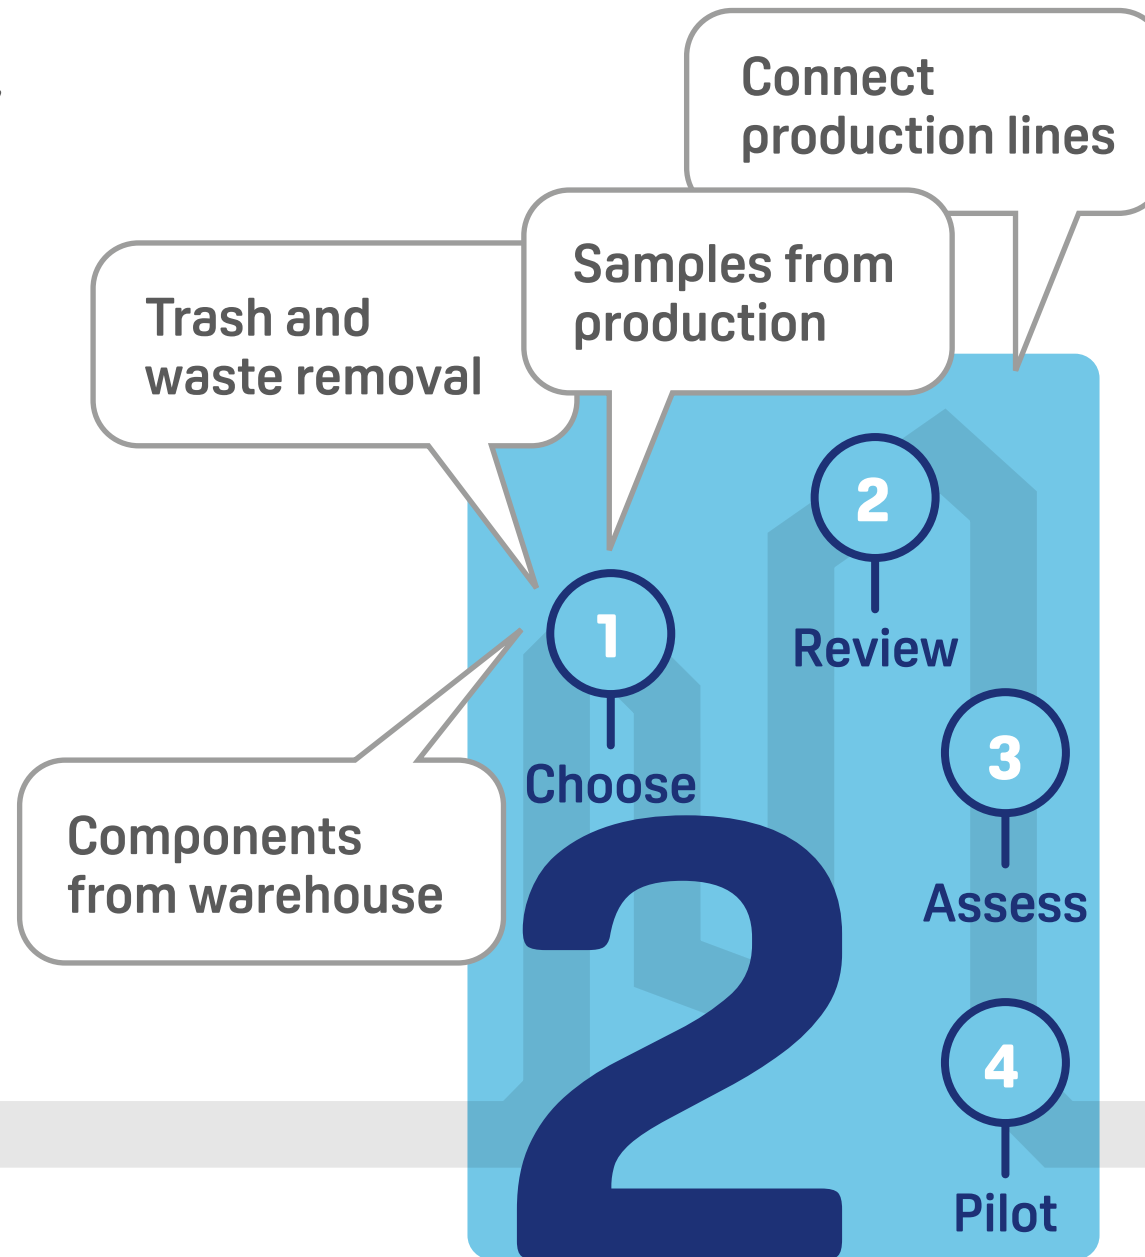 Connect
production lines
Samples from
production
Trash and
waste removal
2
Review
1
Choose
3
Assess
Components
from warehouse
2
4
Pilot